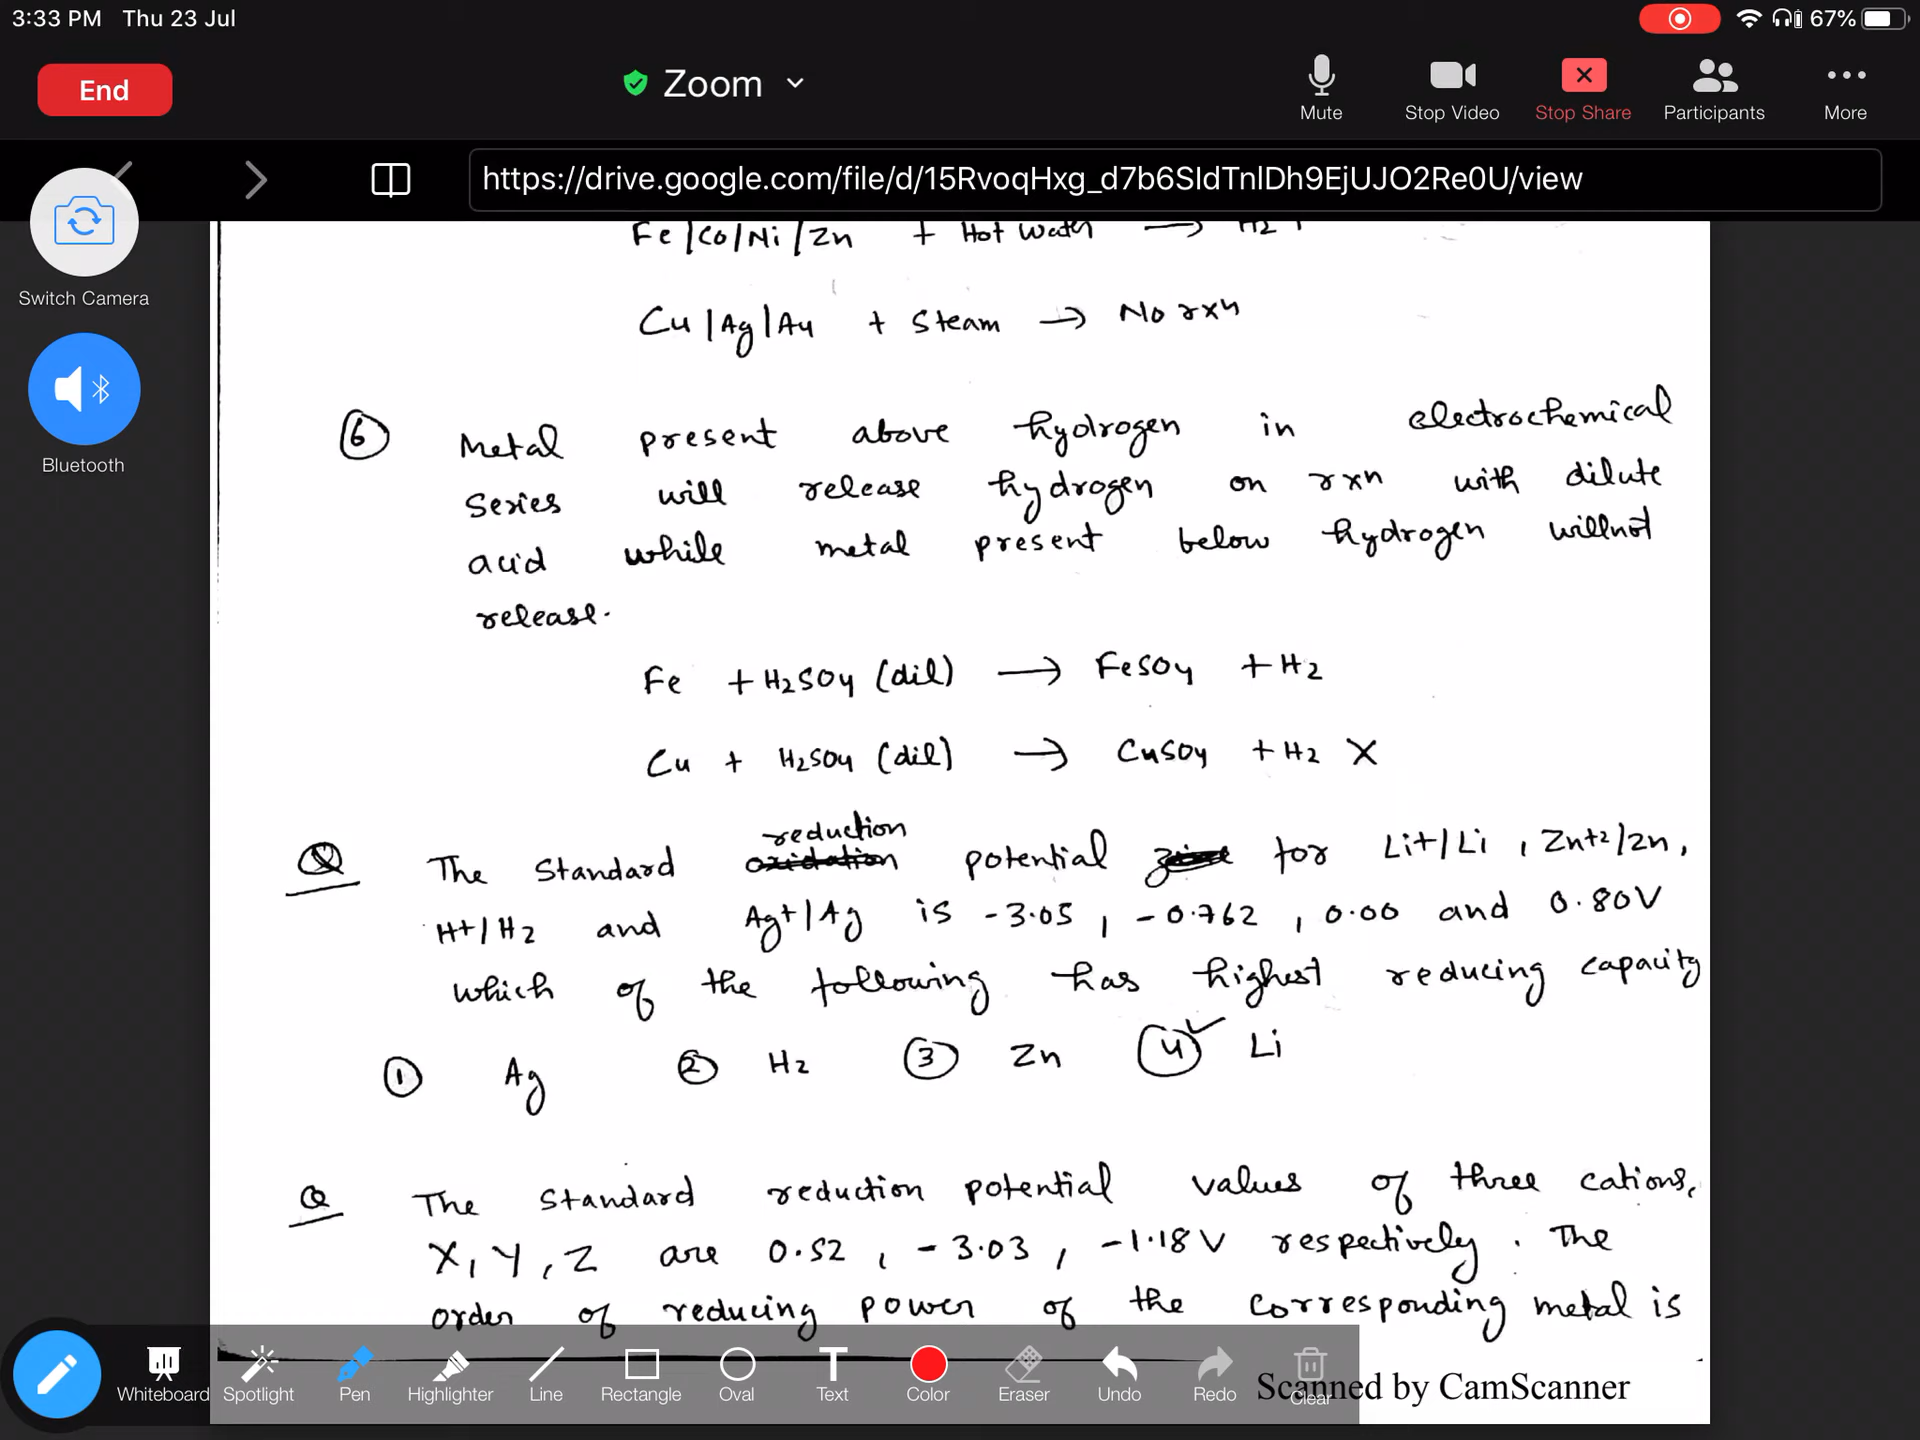 3:33 PM Thu 23 Jul
67%
End
Zoom
Mute
Stop Video
Stop Share
Participants
More
https://drive.google.com/file/d/15RvoqHxg_d7b6SIdTnlDh9EjUJO2Re0U/view
Switch Camera
Bluetooth
Fe/Co/Ni/Zn + Hot Water → H2 ↑
Cu/Ag/Au + Steam → No rxn
⑥ Metal present above hydrogen in electrochemical
Series will release hydrogen on rxn with dilute
acid while metal present below hydrogen willnot
release.
Fe + H2SO4 (dil) → FeSO4 + H2
Cu + H2SO4 (dil) → CuSO4 + H2 X
reduction
Q The Standard oxidation potential for Li+/Li, Zn+2/Zn,
H+/H2 and Ag+/Ag is -3.05, -0.762, 0.00 and 0.80V
which of the following has highest reducing capacity
① Ag ② H2 ③ Zn ④ ✓ Li
Q The Standard reduction potential values of three cations,
X, Y, Z are 0.52, -3.03, -1.18V respectively. The
order of reducing power of the corresponding metal is
Whiteboard
Spotlight
Pen
Highlighter
Line
Rectangle
Oval
Text
Color
Eraser
Undo
Redo
Clear
Scanned by CamScanner